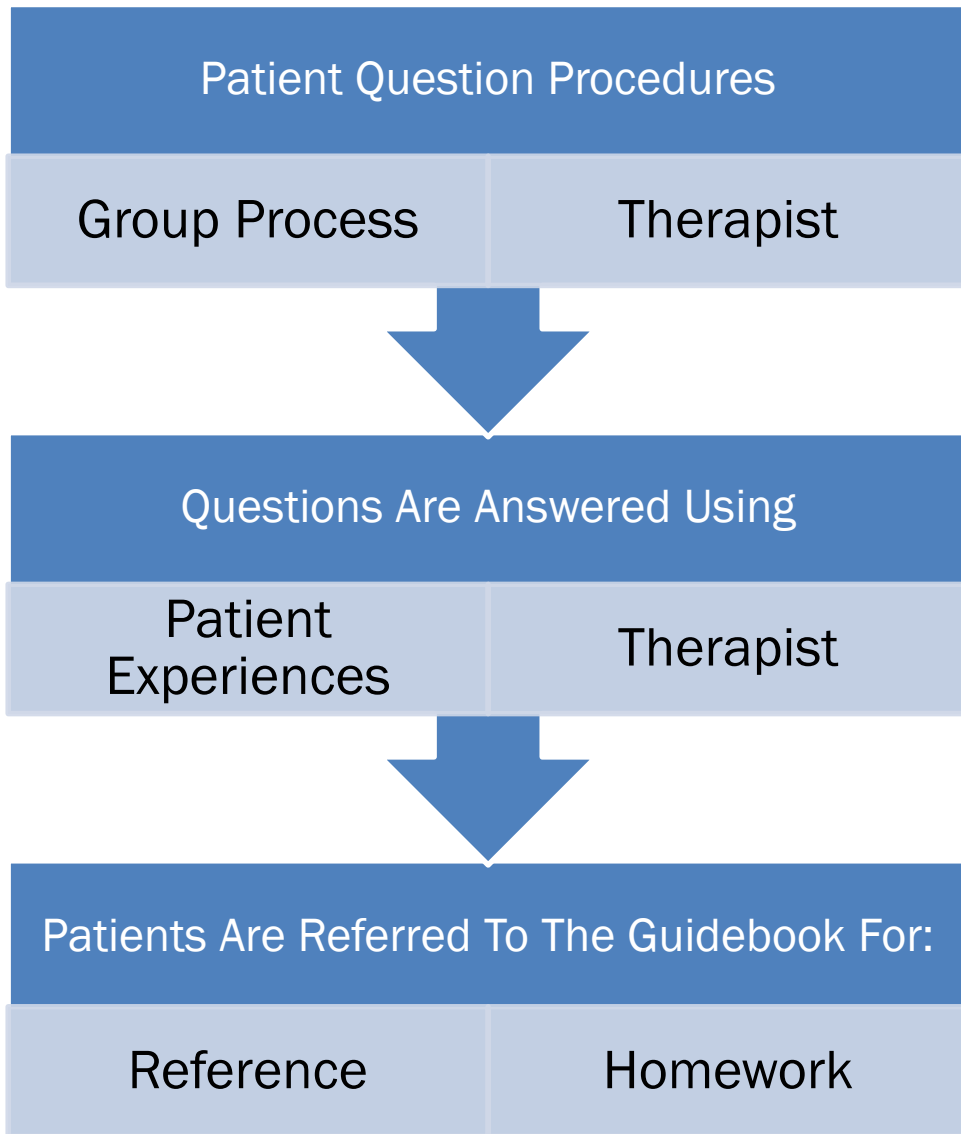 Patient Question Procedures
Group Process
Therapist
Questions Are Answered Using
Patient
Experiences
Therapist
Patients Are Referred To The Guidebook For:
Reference
Homework